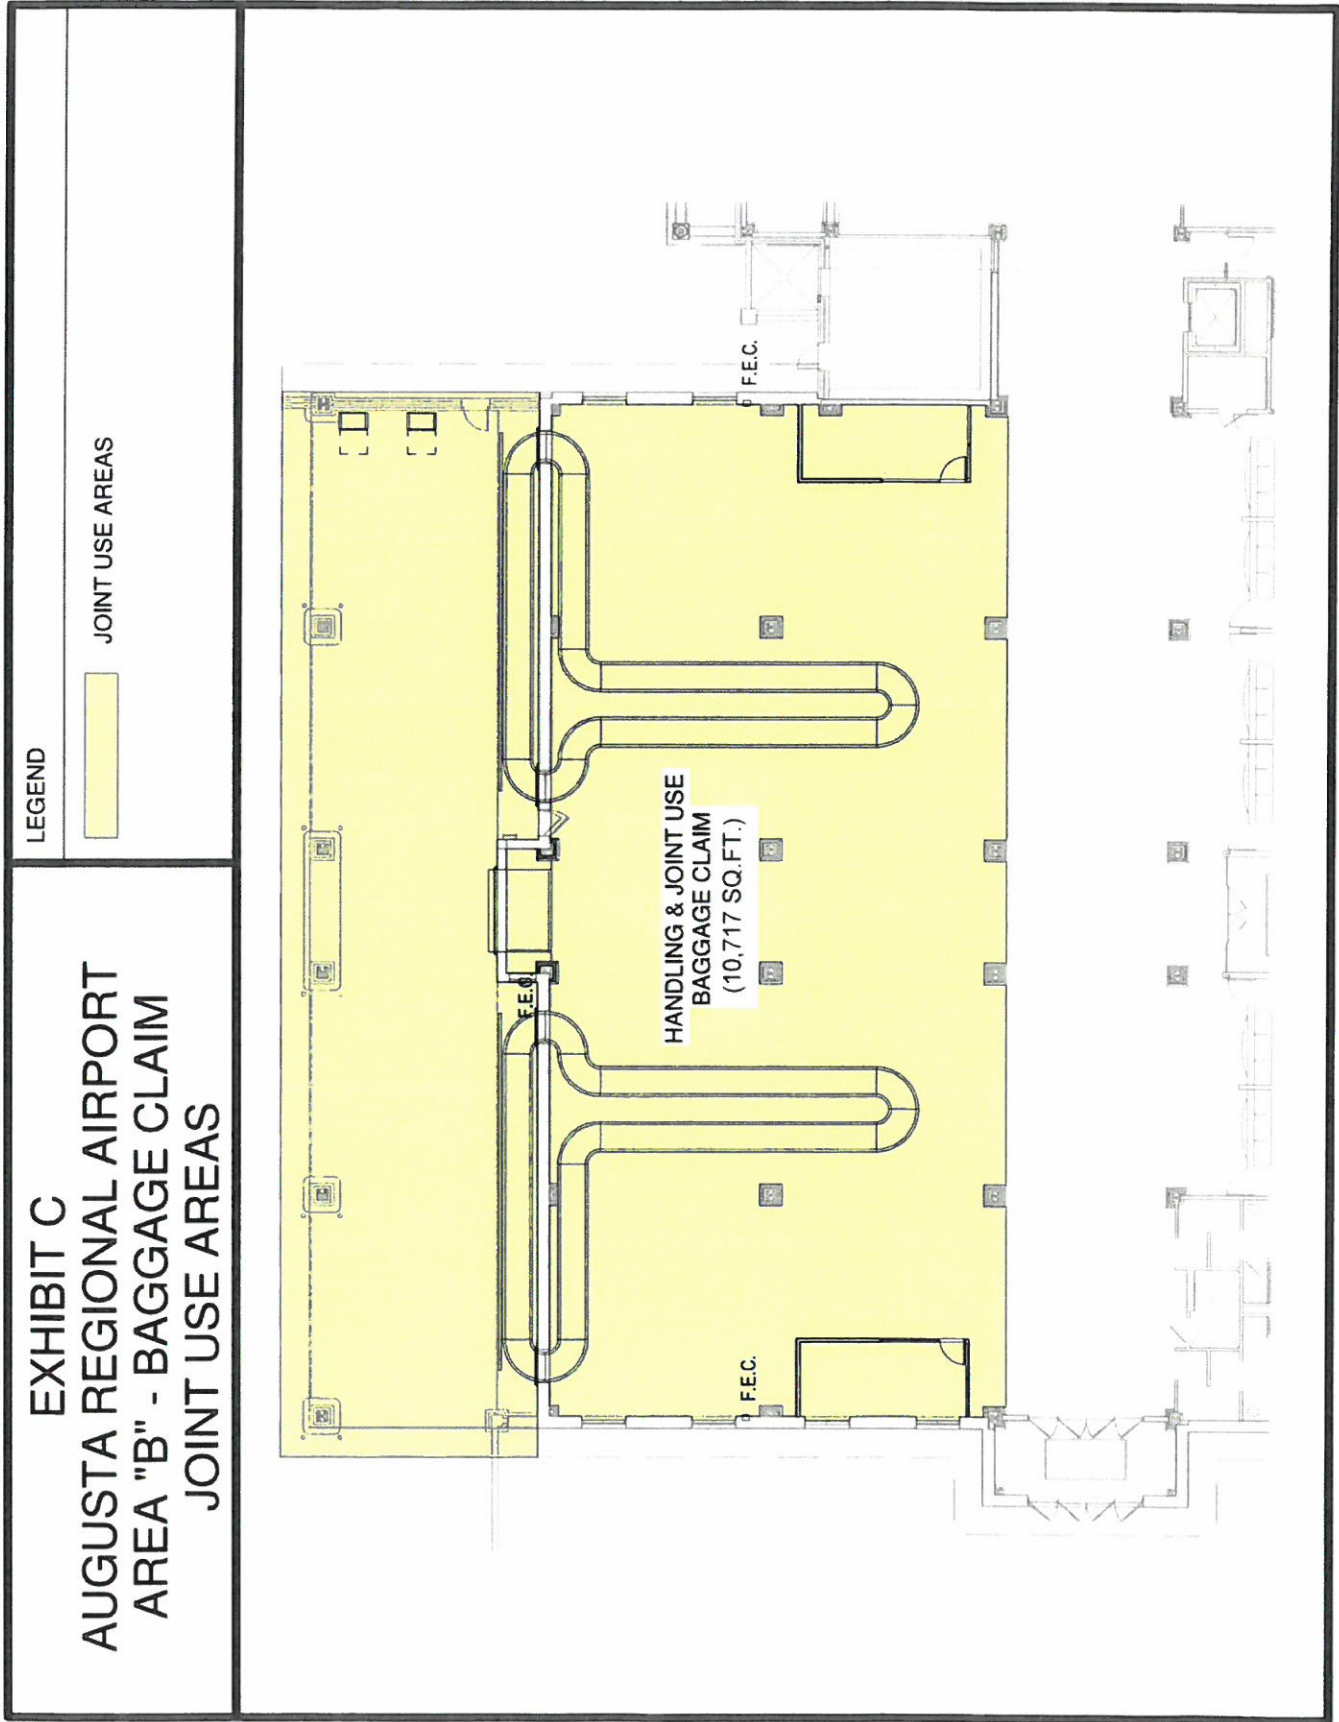 EXHIBIT C
AUGUSTA REGIONAL AIRPORT
AREA "B" - BAGGAGE CLAIM
JOINT USE AREAS
LEGEND
JOINT USE AREAS
F.E.C.
F.E.C.
HANDLING & JOINT USE
BAGGAGE CLAIM
(10,717 SQ.FT.)
F.E.C.